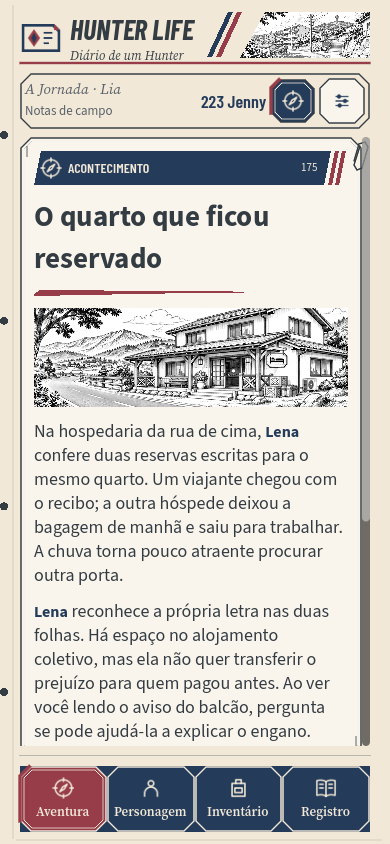 HUNTER LIFE
Diário de um Hunter
A Jornada · Lia
Notas de campo
223 Jenny
ACONTECIMENTO
175
O quarto que ficou
reservado
Na hospedaria da rua de cima, Lena
confere duas reservas escritas para o
mesmo quarto. Um viajante chegou com
o recibo; a outra hóspede deixou a
bagagem de manhã e saiu para trabalhar.
A chuva torna pouco atraente procurar
outra porta.
Lena reconhece a própria letra nas duas
folhas. Há espaço no alojamento
coletivo, mas ela não quer transferir o
prejuízo para quem pagou antes. Ao ver
você lendo o aviso do balcão, pergunta
se pode ajudá-la a explicar o engano.
Aventura
Personagem
Inventário
Registro